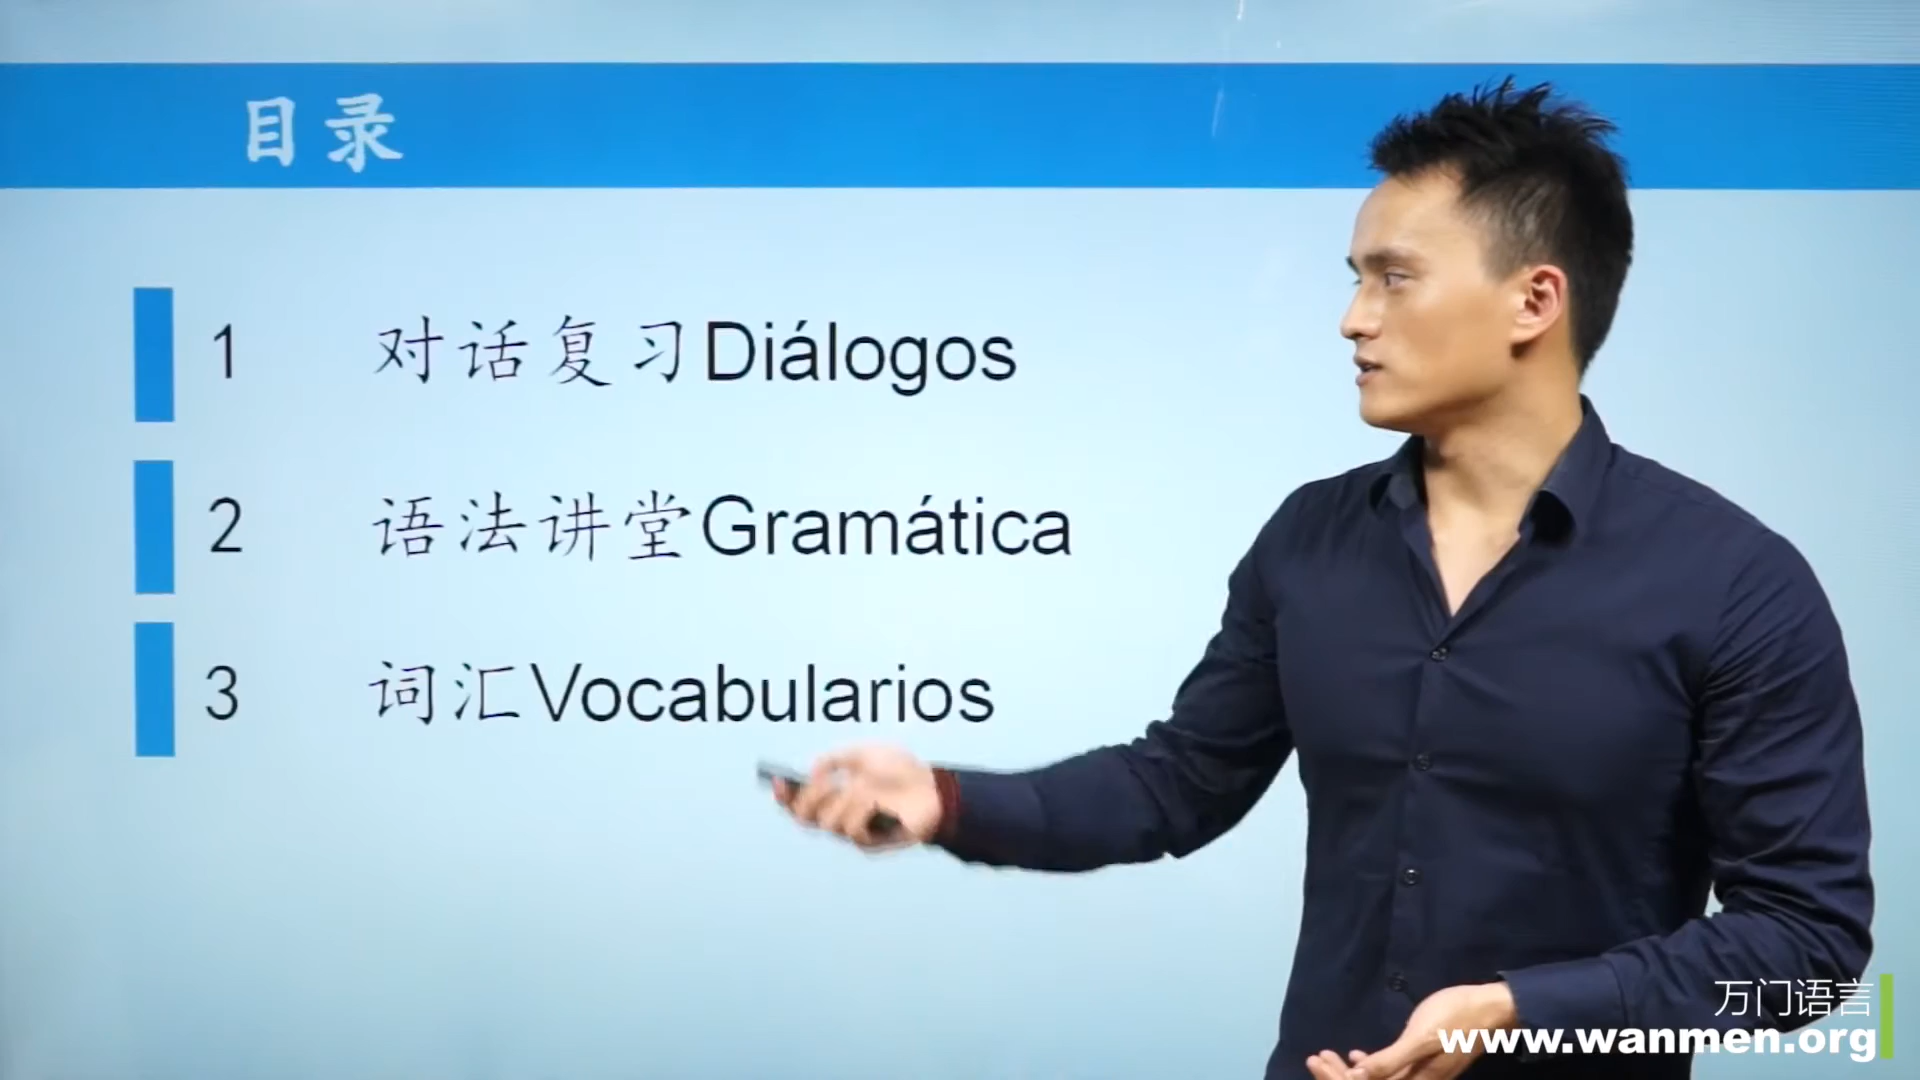 目录
1 对话复习Diálogos
2 语法讲堂Gramática
3 词汇Vocabularios
万门语言
www.wanmen.org